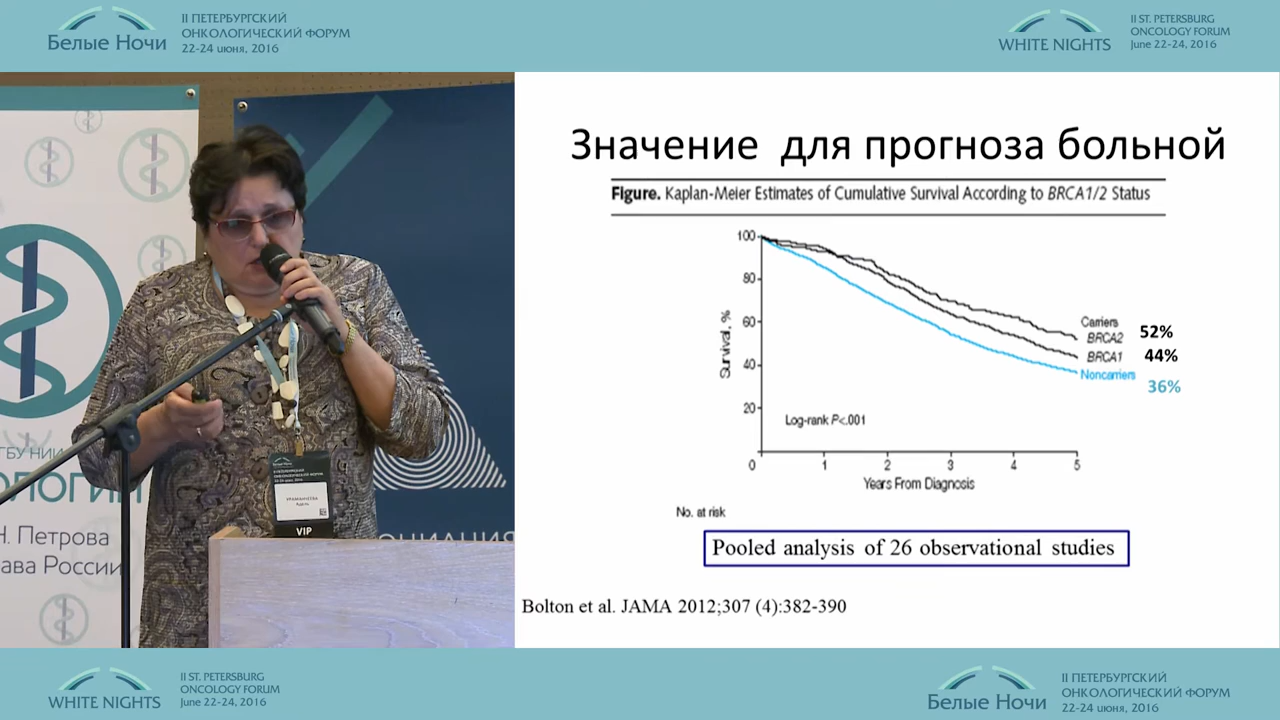 Белые Ночи
II ПЕТЕРБУРГСКИЙ
ОНКОЛОГИЧЕСКИЙ ФОРУМ
22-24 июня, 2016
WHITE NIGHTS
II ST. PETERSBURG
ONCOLOGY FORUM
June 22-24, 2016
ГБУ НИИ
ОЛОГИИ
Н. Петрова
ава России
VIP
Значение для прогноза больной
Figure. Kaplan-Meier Estimates of Cumulative Survival According to BRCA1/2 Status
100
80
60
40
20
0
Survival, %
Carriers
BRCA2 52%
BRCA1 44%
Noncarriers 36%
Log-rank P<.001
1 2 3 4 5
Years From Diagnosis
No. at risk
Pooled analysis of 26 observational studies
Bolton et al. JAMA 2012;307 (4):382-390
WHITE NIGHTS
II ST. PETERSBURG
ONCOLOGY FORUM
June 22-24, 2016
Белые Ночи
II ПЕТЕРБУРГСКИЙ
ОНКОЛОГИЧЕСКИЙ ФОРУМ
22-24 июня, 2016